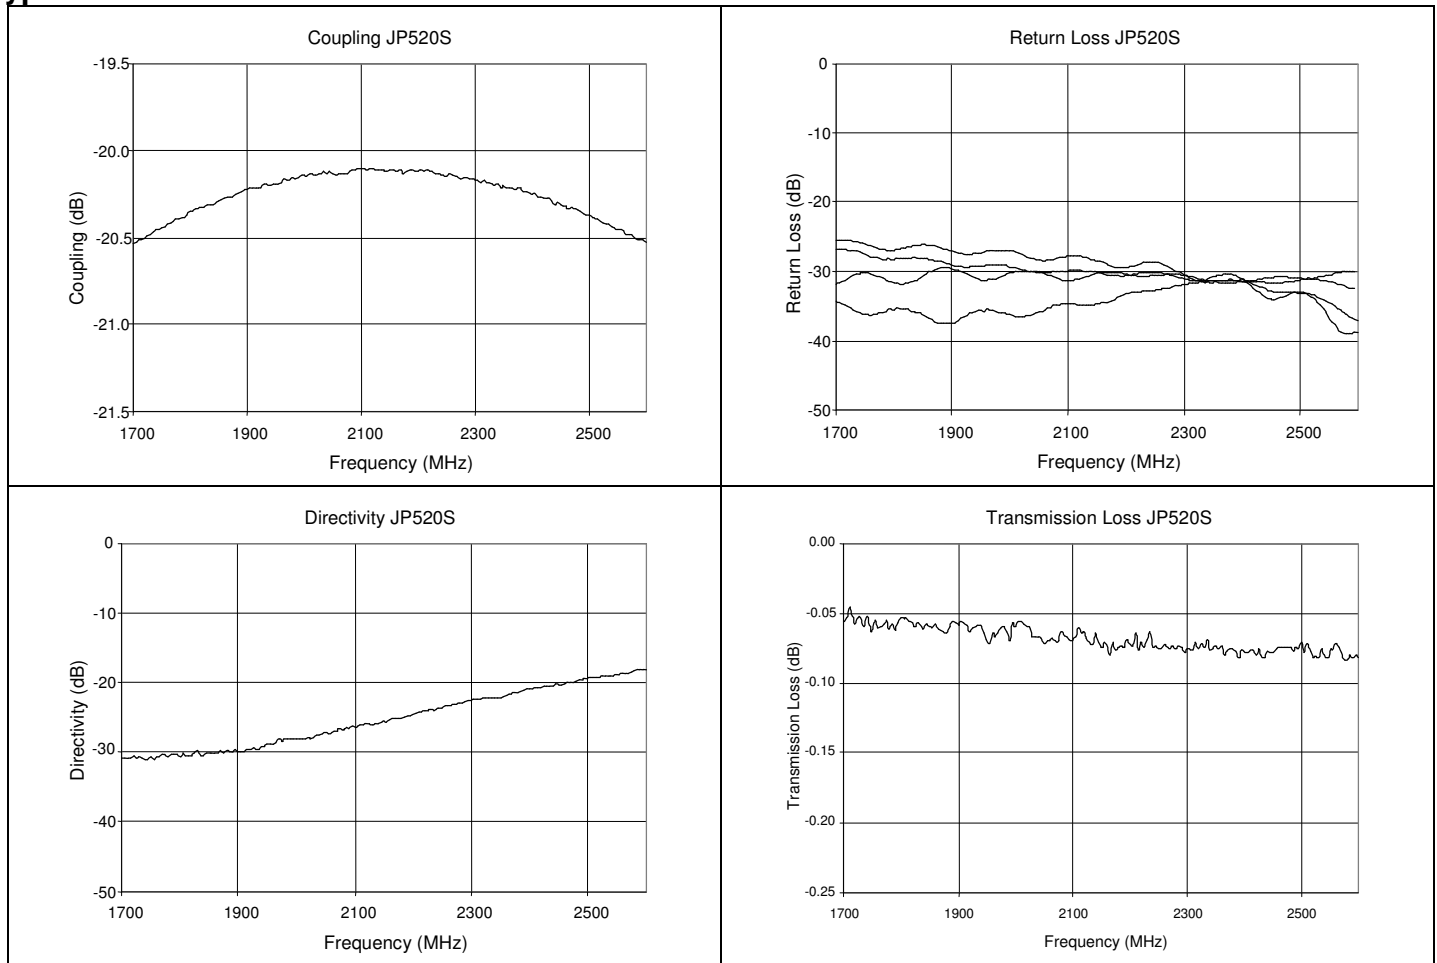 Coupling JP520S
-19.5
-20.0
-20.5
-21.0
-21.5
Coupling (dB)
1700 1900 2100 2300 2500
Frequency (MHz)
Return Loss JP520S
0
-10
-20
-30
-40
-50
Return Loss (dB)
1700 1900 2100 2300 2500
Frequency (MHz)
Directivity JP520S
0
-10
-20
-30
-40
-50
Directivity (dB)
1700 1900 2100 2300 2500
Frequency (MHz)
Transmission Loss JP520S
0.00
-0.05
-0.10
-0.15
-0.20
-0.25
Transmission Loss (dB)
1700 1900 2100 2300 2500
Frequency (MHz)